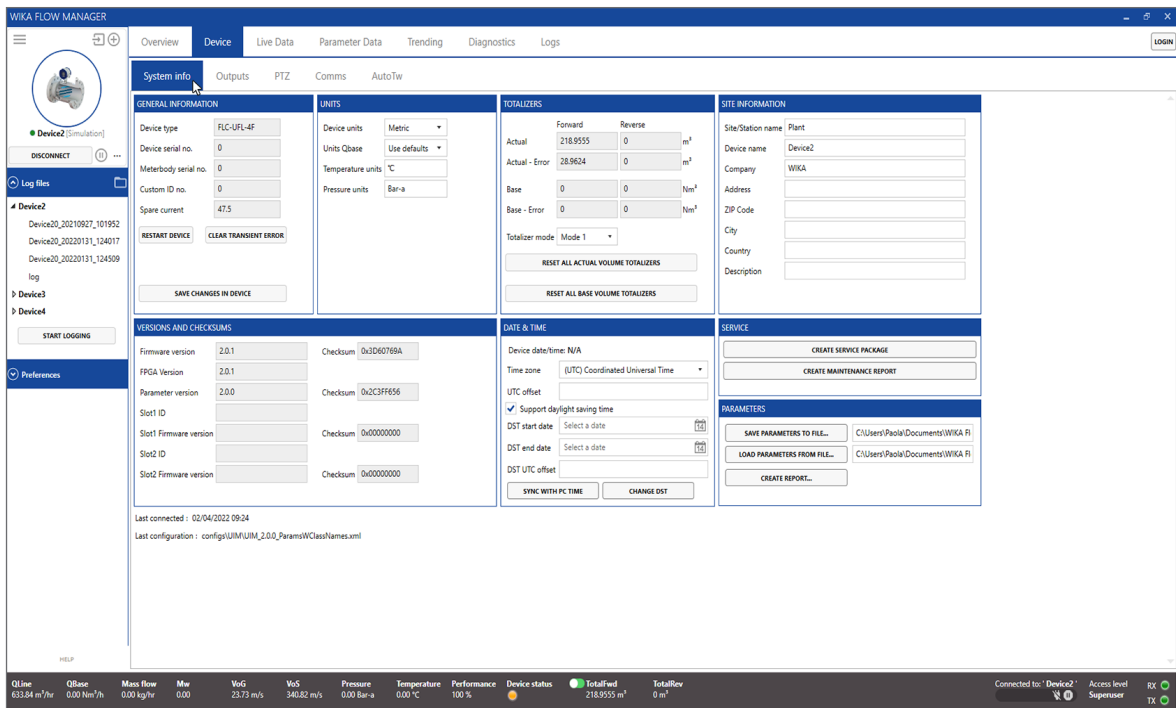 WIKA FLOW MANAGER
Overview Device Live Data Parameter Data Trending Diagnostics Logs LOGIN
System info Outputs PTZ Comms AutoTw
Device2 [Simulation]
DISCONNECT ...
Log files
Device2
Device20_20210927_101952
Device20_20220131_124017
Device20_20220131_124509
log
Device3
Device4
START LOGGING
Preferences
HELP
GENERAL INFORMATION
Device type FLC-UFL-4F
Device serial no. 0
Meterbody serial no. 0
Custom ID no. 0
Spare current 47.5
RESTART DEVICE CLEAR TRANSIENT ERROR
SAVE CHANGES IN DEVICE
UNITS
Device units Metric
Units Qbase Use defaults
Temperature units °C
Pressure units Bar-a
TOTALIZERS
Forward Reverse
Actual 218.9555 0 m³
Actual - Error 28.9624 0 m³
Base 0 0 Nm³
Base - Error 0 0 Nm³
Totalizer mode Mode 1
RESET ALL ACTUAL VOLUME TOTALIZERS
RESET ALL BASE VOLUME TOTALIZERS
SITE INFORMATION
Site/Station name Plant
Device name Device2
Company WIKA
Address
ZIP Code
City
Country
Description
VERSIONS AND CHECKSUMS
Firmware version 2.0.1 Checksum 0x3D60769A
FPGA Version 2.0.1
Parameter version 2.0.0 Checksum 0x2C3FF656
Slot1 ID
Slot1 Firmware version Checksum 0x00000000
Slot2 ID
Slot2 Firmware version Checksum 0x00000000
DATE & TIME
Device date/time: N/A
Time zone (UTC) Coordinated Universal Time
UTC offset
Support daylight saving time
DST start date Select a date 14
DST end date Select a date 14
DST UTC offset
SYNC WITH PC TIME CHANGE DST
SERVICE
CREATE SERVICE PACKAGE
CREATE MAINTENANCE REPORT
PARAMETERS
SAVE PARAMETERS TO FILE... C:\Users\Paola\Documents\WIKA Fl
LOAD PARAMETERS FROM FILE... C:\Users\Paola\Documents\WIKA Fl
CREATE REPORT...
Last connected : 02/04/2022 09:24
Last configuration : configs\UIM\UIM_2.0.0_ParamsWClassNames.xml
QLine QBase Mass flow Mw VoG VoS Pressure Temperature Performance Device status TotalFwd TotalRev Connected to: ' Device2 ' Access level RX
633.84 m³/hr 0.00 Nm³/h 0.00 kg/hr 0.00 23.73 m/s 340.82 m/s 0.00 Bar-a 0.00 °C 100 % 218.9555 m³ 0 m³ Superuser TX